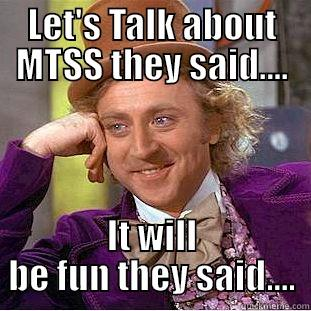 Let's Talk about
MTSS they said....
It will
be fun they said....
quickmeme.com